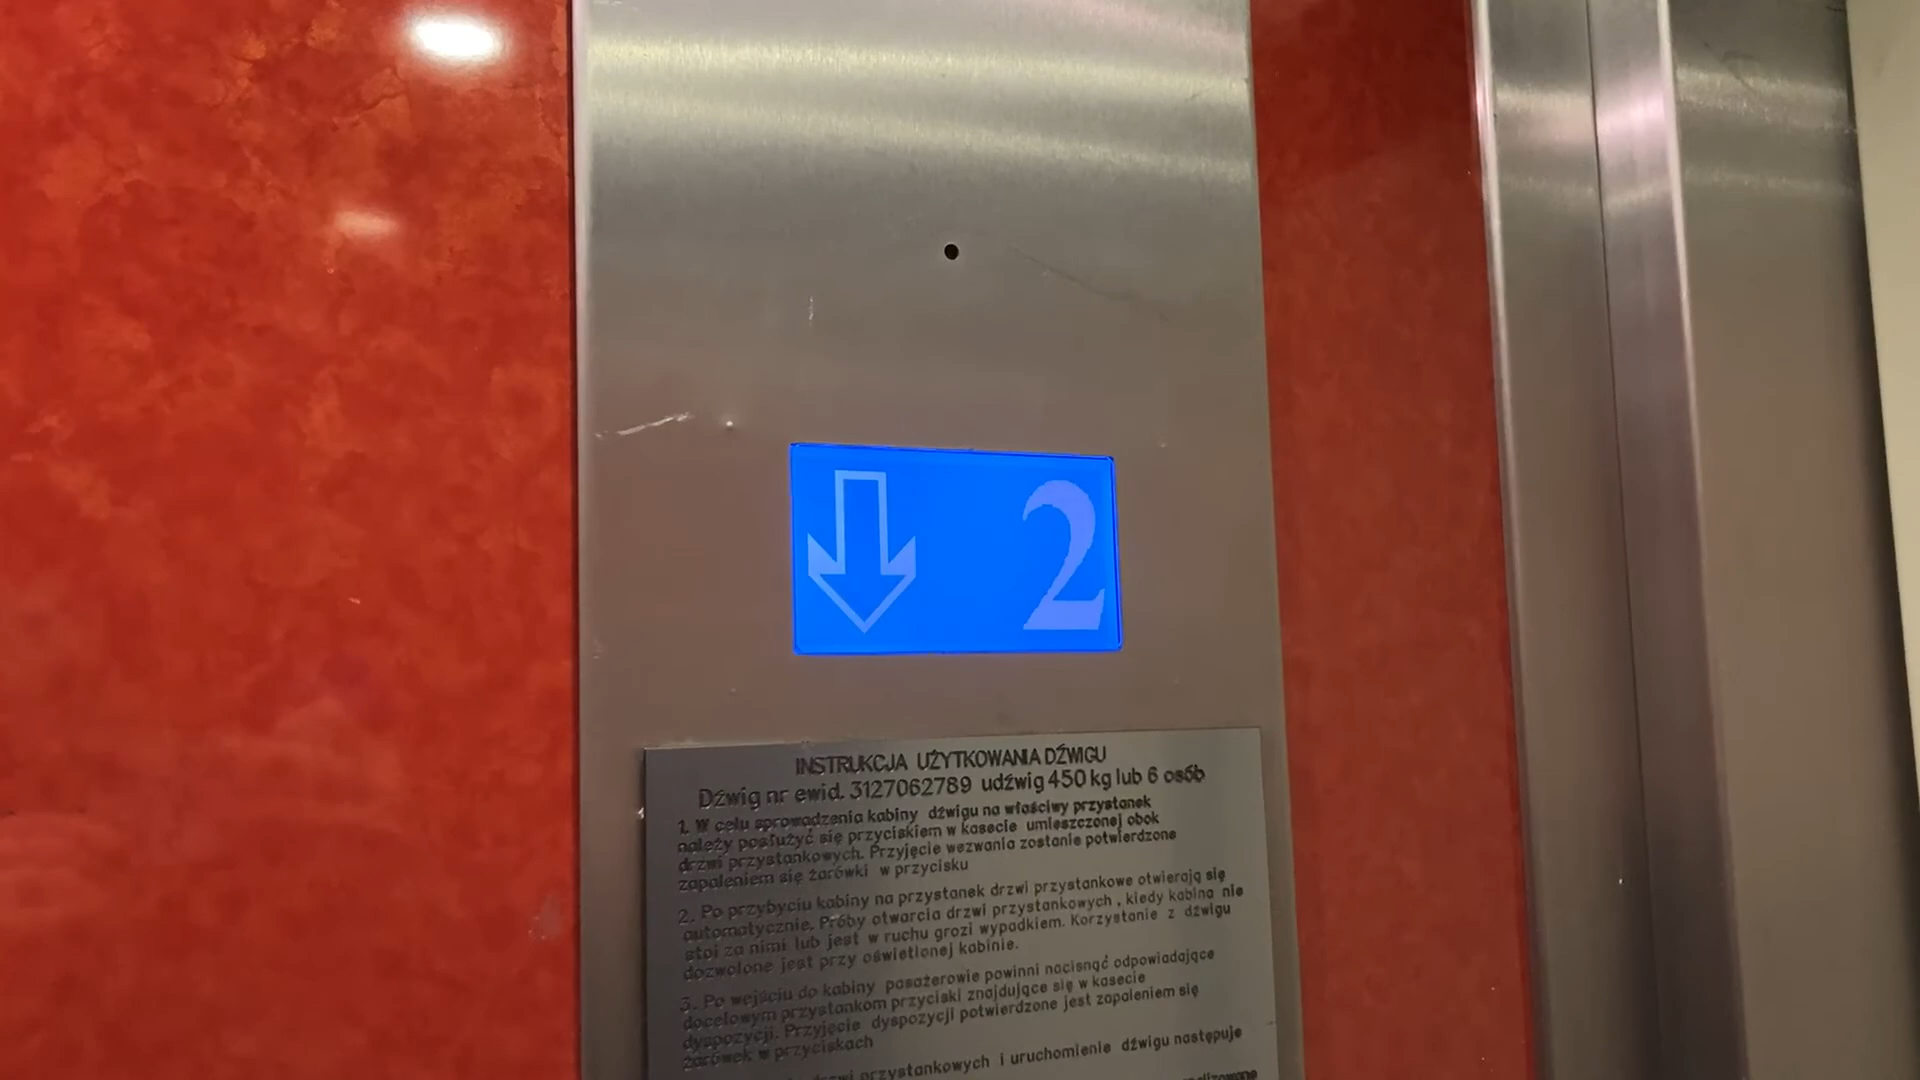 2
INSTRUKCJA UŻYTKOWANIA DŹWIGU
Dźwig nr ewid. 3127062789 udźwig 450 kg lub 6 osób
1. W celu sprowadzenia kabiny dźwigu na właściwy przystanek
należy posłużyć się przyciskiem w kasecie umieszczonej obok
drzwi przystankowych. Przyjęcie wezwania zostanie potwierdzone
zapaleniem się żarówki w przycisku
2. Po przybyciu kabiny na przystanek drzwi przystankowe otwierają się
automatycznie. Próby otwarcia drzwi przystankowych , kiedy kabina nie
stoi za nimi lub jest w ruchu grozi wypadkiem. Korzystanie z dźwigu
dozwolone jest przy oświetlonej kabinie.
3. Po wejściu do kabiny pasażerowie powinni nacisnąć odpowiadające
docelowym przystankom przyciski znajdujące się w kasecie
dyspozycji. Przyjęcie dyspozycji potwierdzone jest zapaleniem się
żarówek w przyciskach
drzwi przystankowych i uruchomienie dźwigu następuje